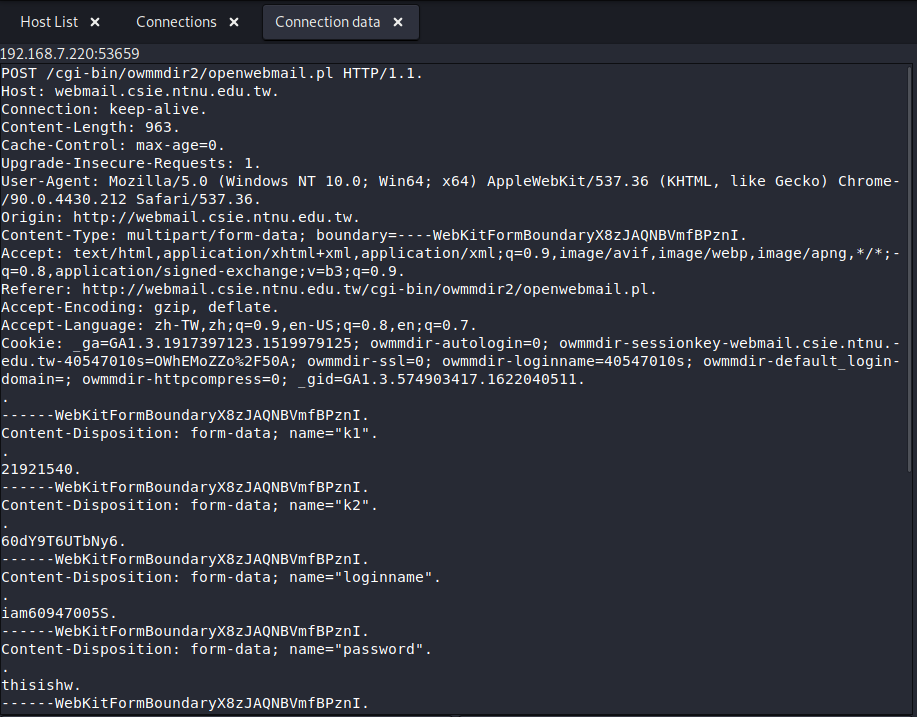 Host List ✕ Connections ✕ Connection data ✕
192.168.7.220:53659
POST /cgi-bin/owmmdir2/openwebmail.pl HTTP/1.1.
Host: webmail.csie.ntnu.edu.tw.
Connection: keep-alive.
Content-Length: 963.
Cache-Control: max-age=0.
Upgrade-Insecure-Requests: 1.
User-Agent: Mozilla/5.0 (Windows NT 10.0; Win64; x64) AppleWebKit/537.36 (KHTML, like Gecko) Chrome-
/90.0.4430.212 Safari/537.36.
Origin: http://webmail.csie.ntnu.edu.tw.
Content-Type: multipart/form-data; boundary=----WebKitFormBoundaryX8zJAQNBVmfBPznI.
Accept: text/html,application/xhtml+xml,application/xml;q=0.9,image/avif,image/webp,image/apng,*/*;-
q=0.8,application/signed-exchange;v=b3;q=0.9.
Referer: http://webmail.csie.ntnu.edu.tw/cgi-bin/owmmdir2/openwebmail.pl.
Accept-Encoding: gzip, deflate.
Accept-Language: zh-TW,zh;q=0.9,en-US;q=0.8,en;q=0.7.
Cookie: _ga=GA1.3.1917397123.1519979125; owmmdir-autologin=0; owmmdir-sessionkey-webmail.csie.ntnu.-
edu.tw-40547010s=OWhEMoZZo%2F50A; owmmdir-ssl=0; owmmdir-loginname=40547010s; owmmdir-default_login-
domain=; owmmdir-httpcompress=0; _gid=GA1.3.574903417.1622040511.
.
------WebKitFormBoundaryX8zJAQNBVmfBPznI.
Content-Disposition: form-data; name="k1".
.
21921540.
------WebKitFormBoundaryX8zJAQNBVmfBPznI.
Content-Disposition: form-data; name="k2".
.
60dY9T6UTbNy6.
------WebKitFormBoundaryX8zJAQNBVmfBPznI.
Content-Disposition: form-data; name="loginname".
.
iam60947005S.
------WebKitFormBoundaryX8zJAQNBVmfBPznI.
Content-Disposition: form-data; name="password".
.
thisishw.
------WebKitFormBoundaryX8zJAQNBVmfBPznI.